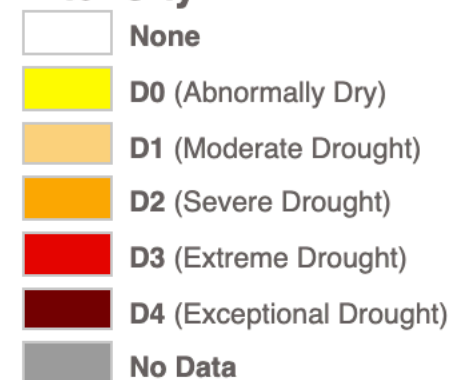 None
D0 (Abnormally Dry)
D1 (Moderate Drought)
D2 (Severe Drought)
D3 (Extreme Drought)
D4 (Exceptional Drought)
No Data